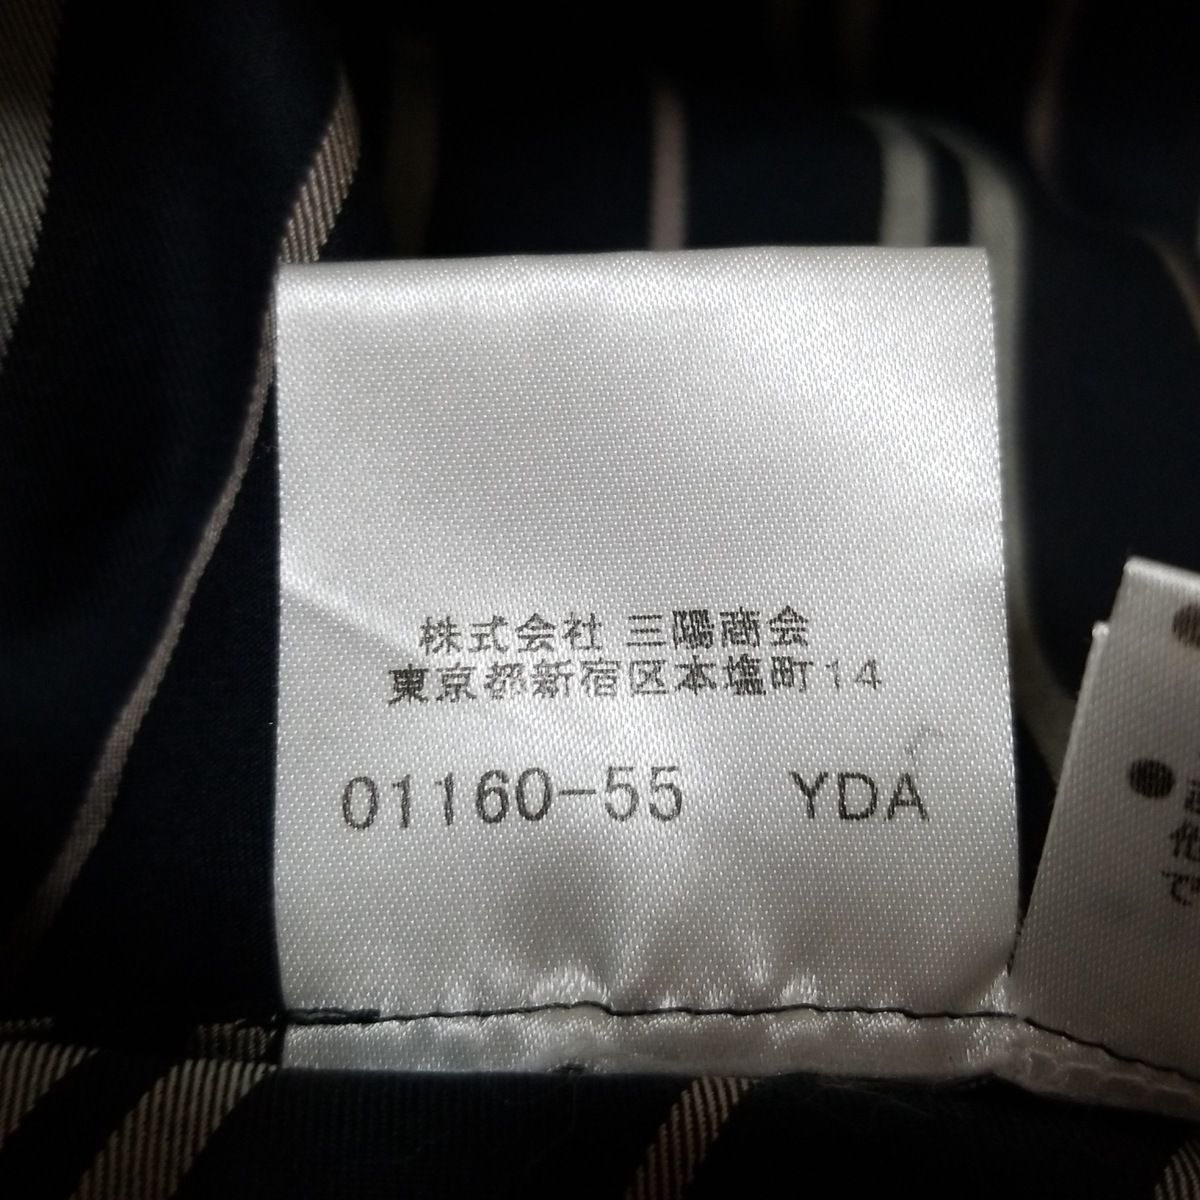 株式会社 三陽商会
東京都新宿区本塩町14
01160-55 YDA